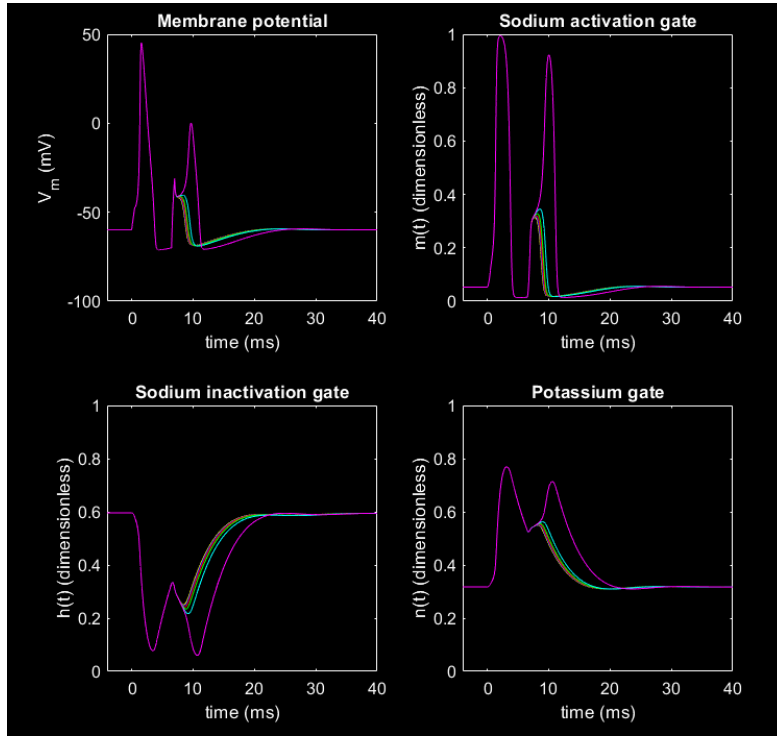 Membrane potential
50
0
-50
-100
V_m (mV)
0 10 20 30 40
time (ms)
Sodium activation gate
1
0.8
0.6
0.4
0.2
0
m(t) (dimensionless)
0 10 20 30 40
time (ms)
Sodium inactivation gate
1
0.8
0.6
0.4
0.2
0
h(t) (dimensionless)
0 10 20 30 40
time (ms)
Potassium gate
1
0.8
0.6
0.4
0.2
0
n(t) (dimensionless)
0 10 20 30 40
time (ms)